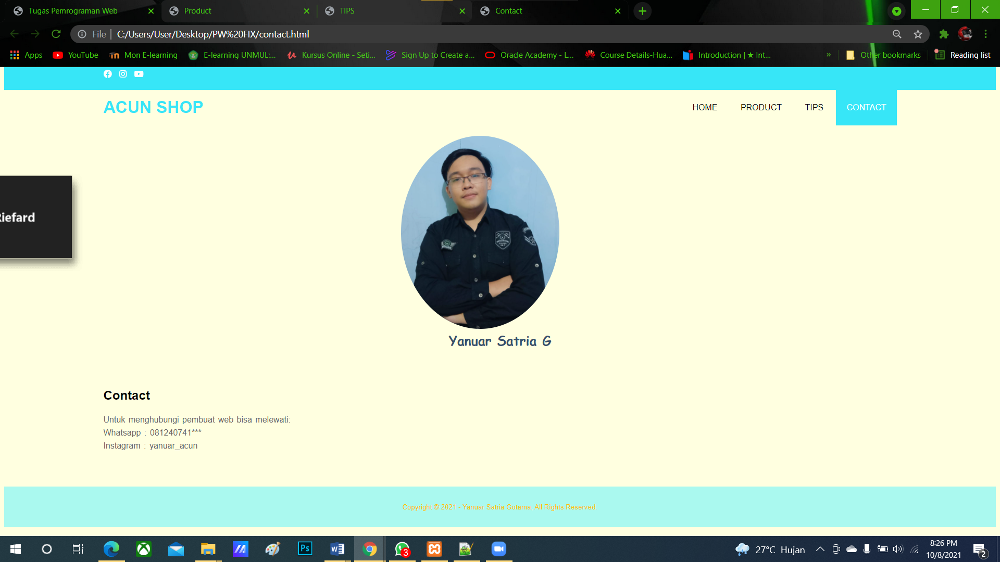 Tugas Pemrograman Web
Product
TIPS
Contact
File
C:/Users/User/Desktop/PW%20FIX/contact.html
Apps
YouTube
Mon E-learning
E-learning UNMUL:...
Kursus Online - Seti...
Sign Up to Create a...
Oracle Academy - L...
Course Details-Hua...
Introduction | ★ Int...
»
Other bookmarks
Reading list
ACUN SHOP
HOME
PRODUCT
TIPS
CONTACT
Riefard
Yanuar Satria G
Contact
Untuk menghubungi pembuat web bisa melewati:
Whatsapp : 081240741***
Instagram : yanuar_acun
Copyright © 2021 - Yanuar Satria Gotama, All Rights Reserved.
Ps
3
27°C Hujan
8:26 PM
10/8/2021
2